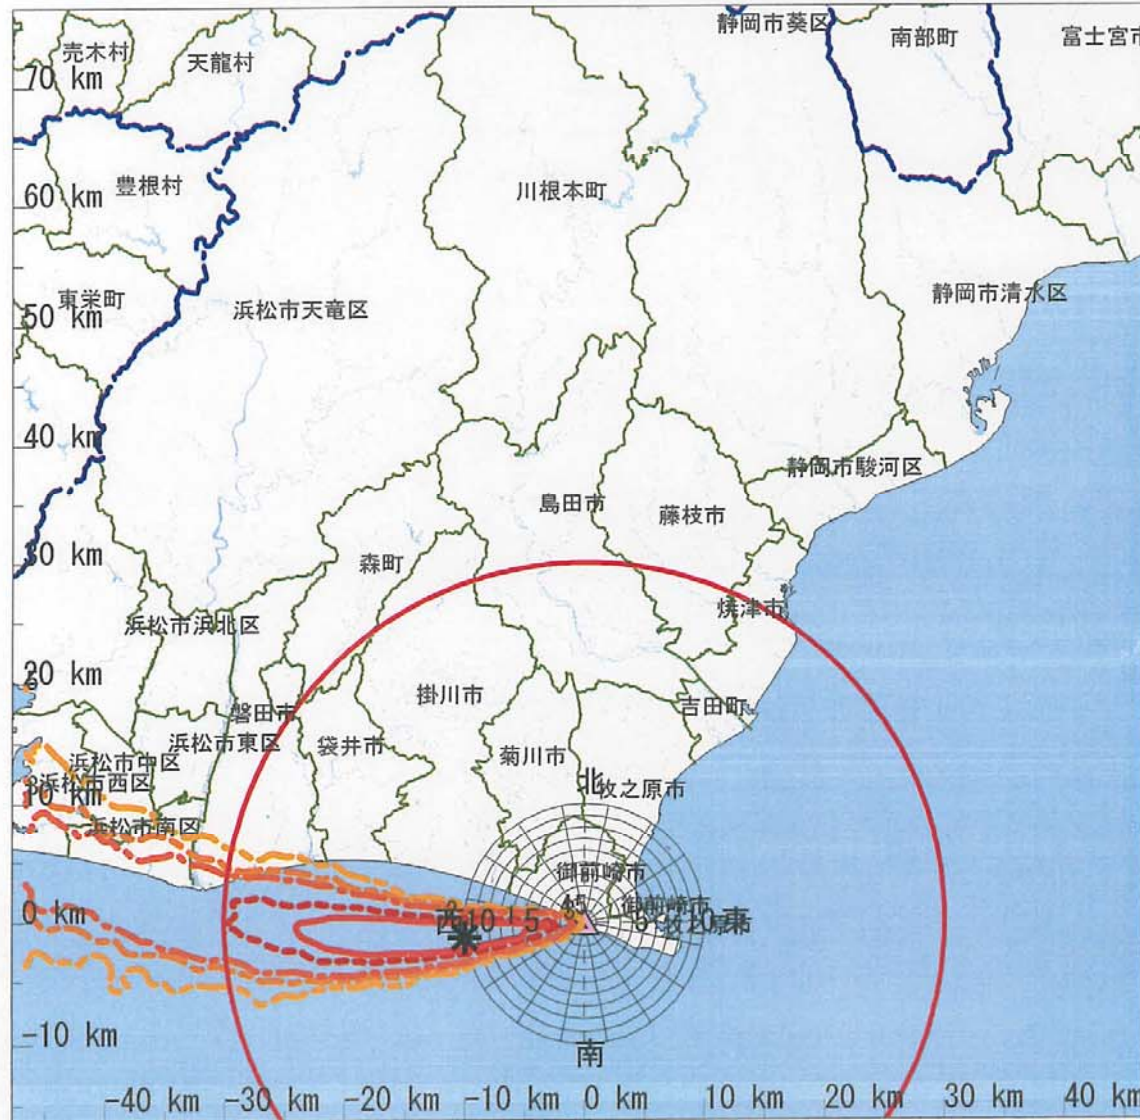 静岡市葵区
売木村
天龍村
南部町
富士宮市
70 km
豊根村
川根本町
60 km
東栄町
静岡市清水区
浜松市天竜区
50 km
40 km
静岡市駿河区
島田市
藤枝市
30 km
森町
焼津市
浜松市浜北区
20 km
掛川市
磐田市
吉田町
浜松市東区
袋井市
菊川市
浜松市中区
北
浜松市西区
牧之原市
10 km
浜松市南区
御前崎市
御前崎市
0 km
西
10
5
5
10
東
-10 km
南
-40 km
-30 km
-20 km
-10 km
0 km
10 km
20 km
30 km
40 km